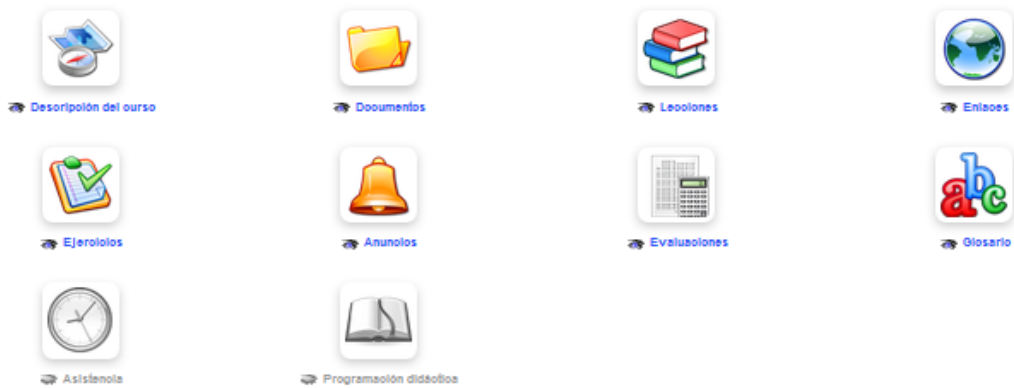 Descripción del curso
Documentos
Lecciones
Enlaces
Ejercicios
Anuncios
Evaluaciones
Glosario
Asistencia
Programación didáctica